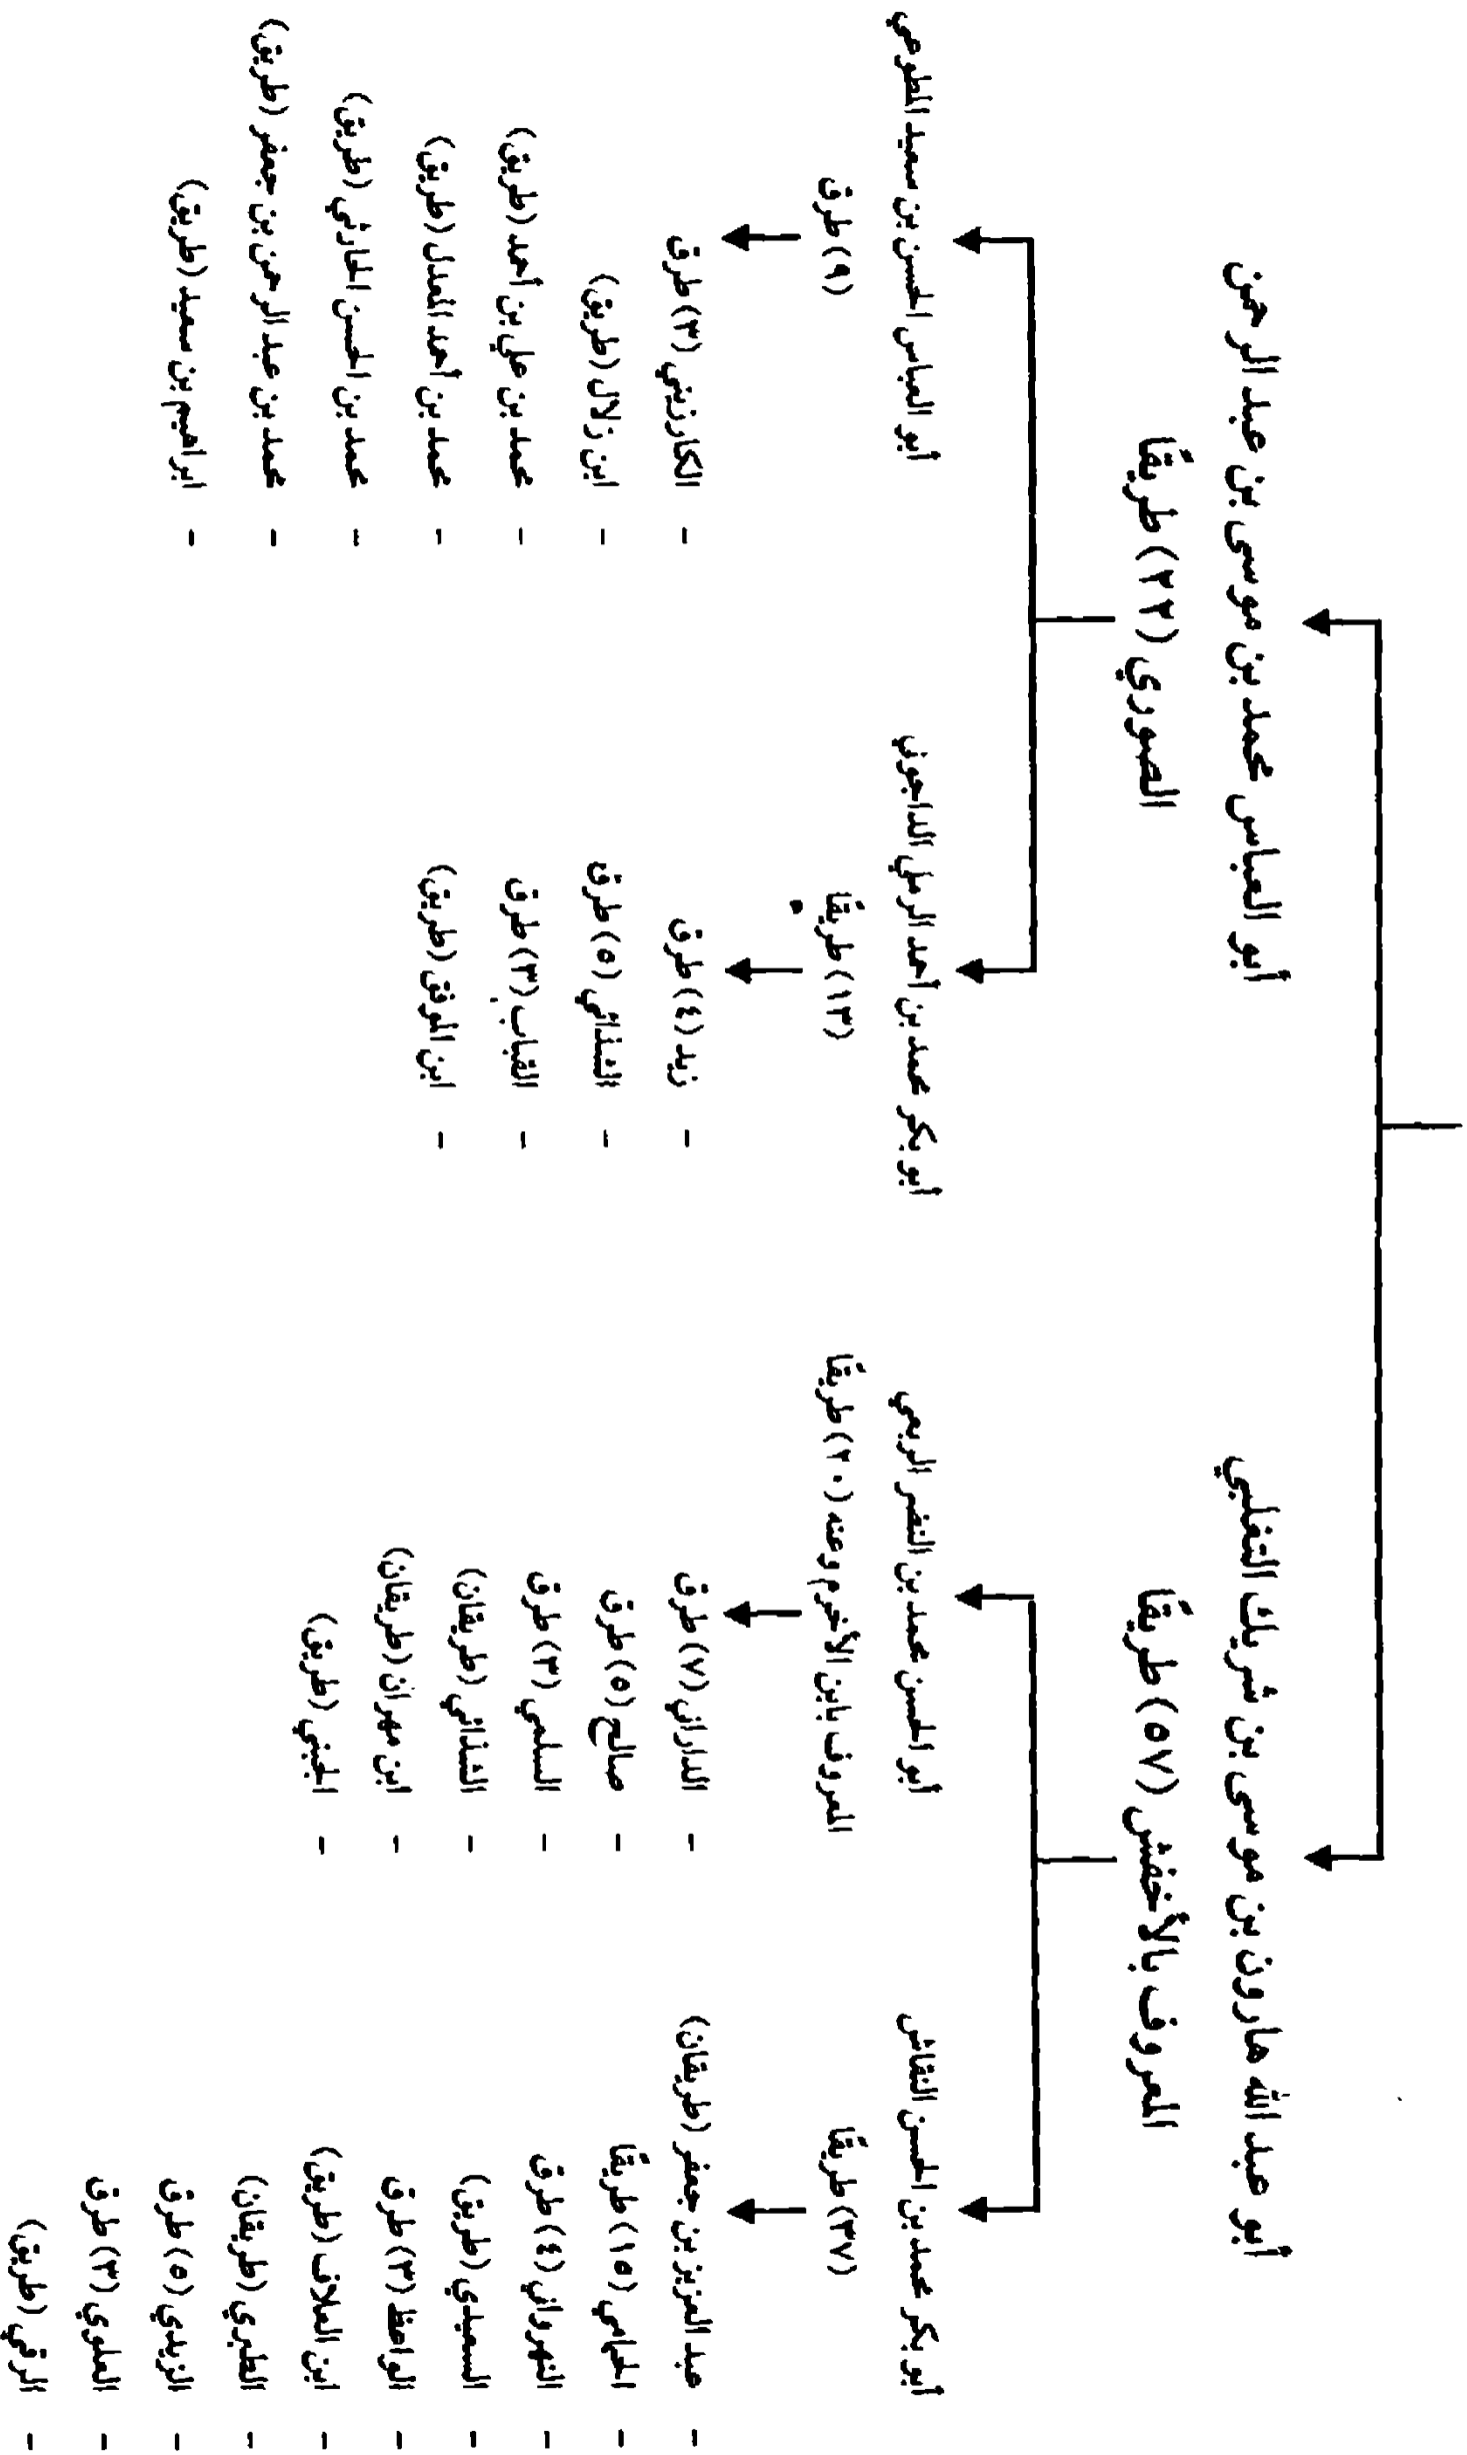 أبو عبد الله هارون بن موسى بن شريك التغلبي
المعروف بالأخفش (٥٧) طريقًا
أبو بكر محمد بن الحسن النقاش
(٣٧) طريقًا
- عبد العزيز بن جعفر (طريقان)
- الحمامي (١٥) طريقًا
- النهرواني (٤) طرق
- السعيدي (طريق)
- الواعظ (٣) طرق
- ابن العلاف (طريق)
- الطبري (طريقان)
- الزيدي (٥) طرق
- العلوي (٣) طرق
- الرقي (طريق)
أبو الحسن محمد بن النضر الربعي
المعروف بابن الأخرم وعنه (٢٠) طريقًا
- الداراني (٧) طرق
- صالح (٥) طرق
- السلمي (٣) طرق
- الشذائي (طريقان)
- ابن مهران (طريقان)
- الجبني (طريق)
أبو العباس محمد بن موسى بن عبد الرحمن
الصوري (٢٢) طريقًا
أبو بكر محمد بن أحمد الرملي الداجوني
(١٣) طريقًا
- زيد (٤) طرق
- الشذائي (٥) طرق
- القباب (٣) طرق
- ابن الموفق (طريق)
أبو العباس الحسن بن سعيد المطوعي
(٩) طرق
- الكارزيني (٣) طرق
- ابن زلال (طريق)
- محمد بن علي بن أحمد (طريق)
- محمد بن أحمد المعدل (طريق)
- محمد بن الحسن الحارثي (طريق)
- محمد بن عبد الرحمن بن جعفر (طريق)
- ابراهيم بن سعيد (طريق)